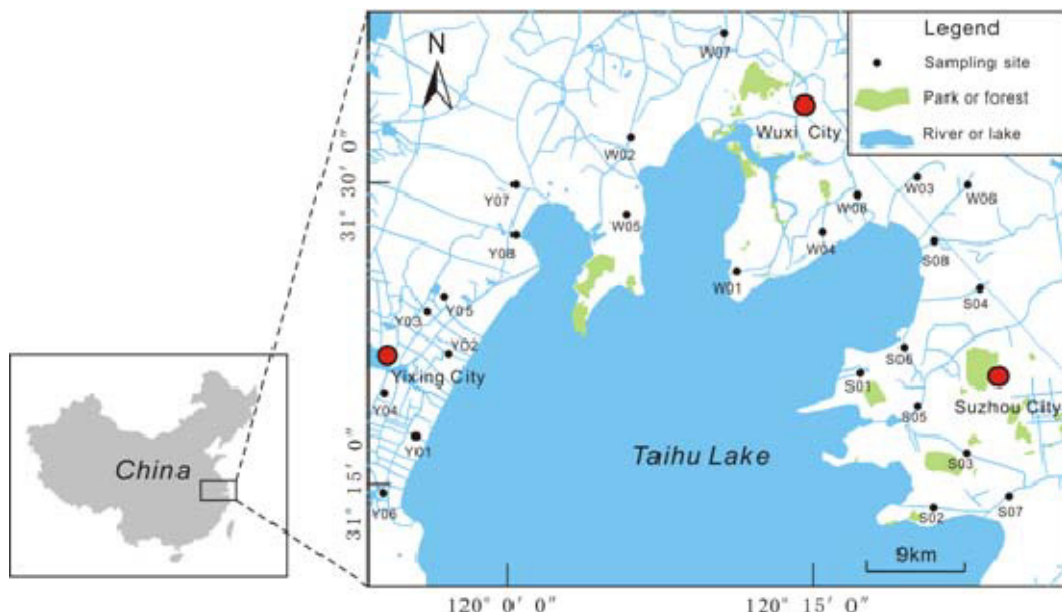 N
Legend
Sampling site
Park or forest
River or lake
W07
Wuxi City
W02
W03
W06
Y07
W08
W05
W04
Y08
S08
W01
S04
Y05
Y03
Y02
S06
Yixing City
S01
Suzhou City
Y04
S05
Y01
Taihu Lake
S03
China
Y06
S02
S07
9km
31° 30′ 0″
31° 15′ 0″
120° 0′ 0″
120° 15′ 0″